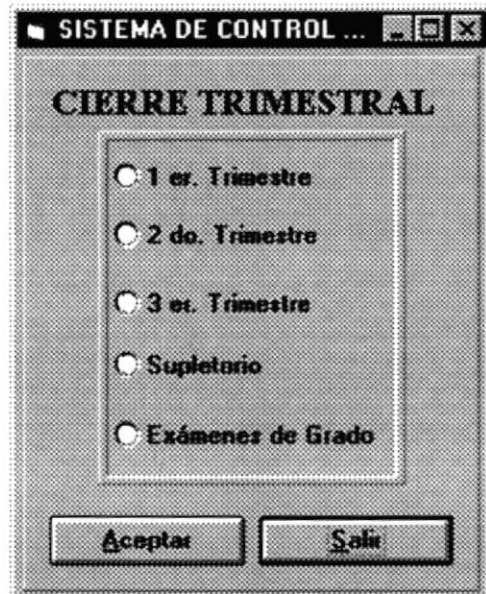 SISTEMA DE CONTROL ...
CIERRE TRIMESTRAL
1 er. Trimestre
2 do. Trimestre
3 er. Trimestre
Supletorio
Exámenes de Grado
Aceptar Salir